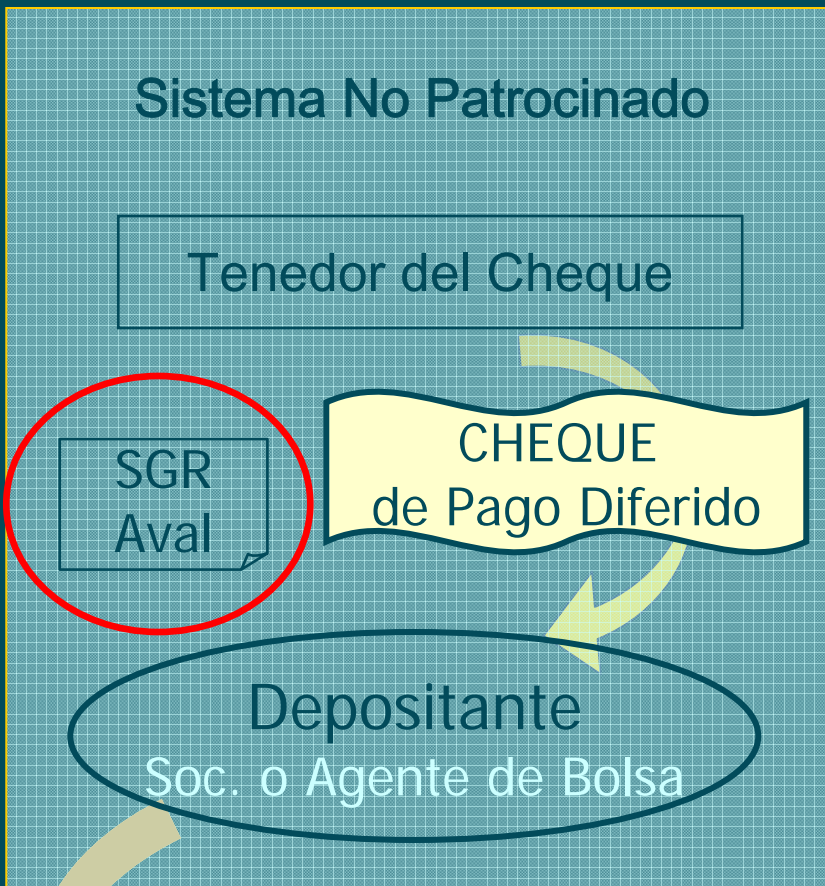 Sistema No Patrocinado
Tenedor del Cheque
SGR
Aval
CHEQUE
de Pago Diferido
Depositante
Soc. o Agente de Bolsa